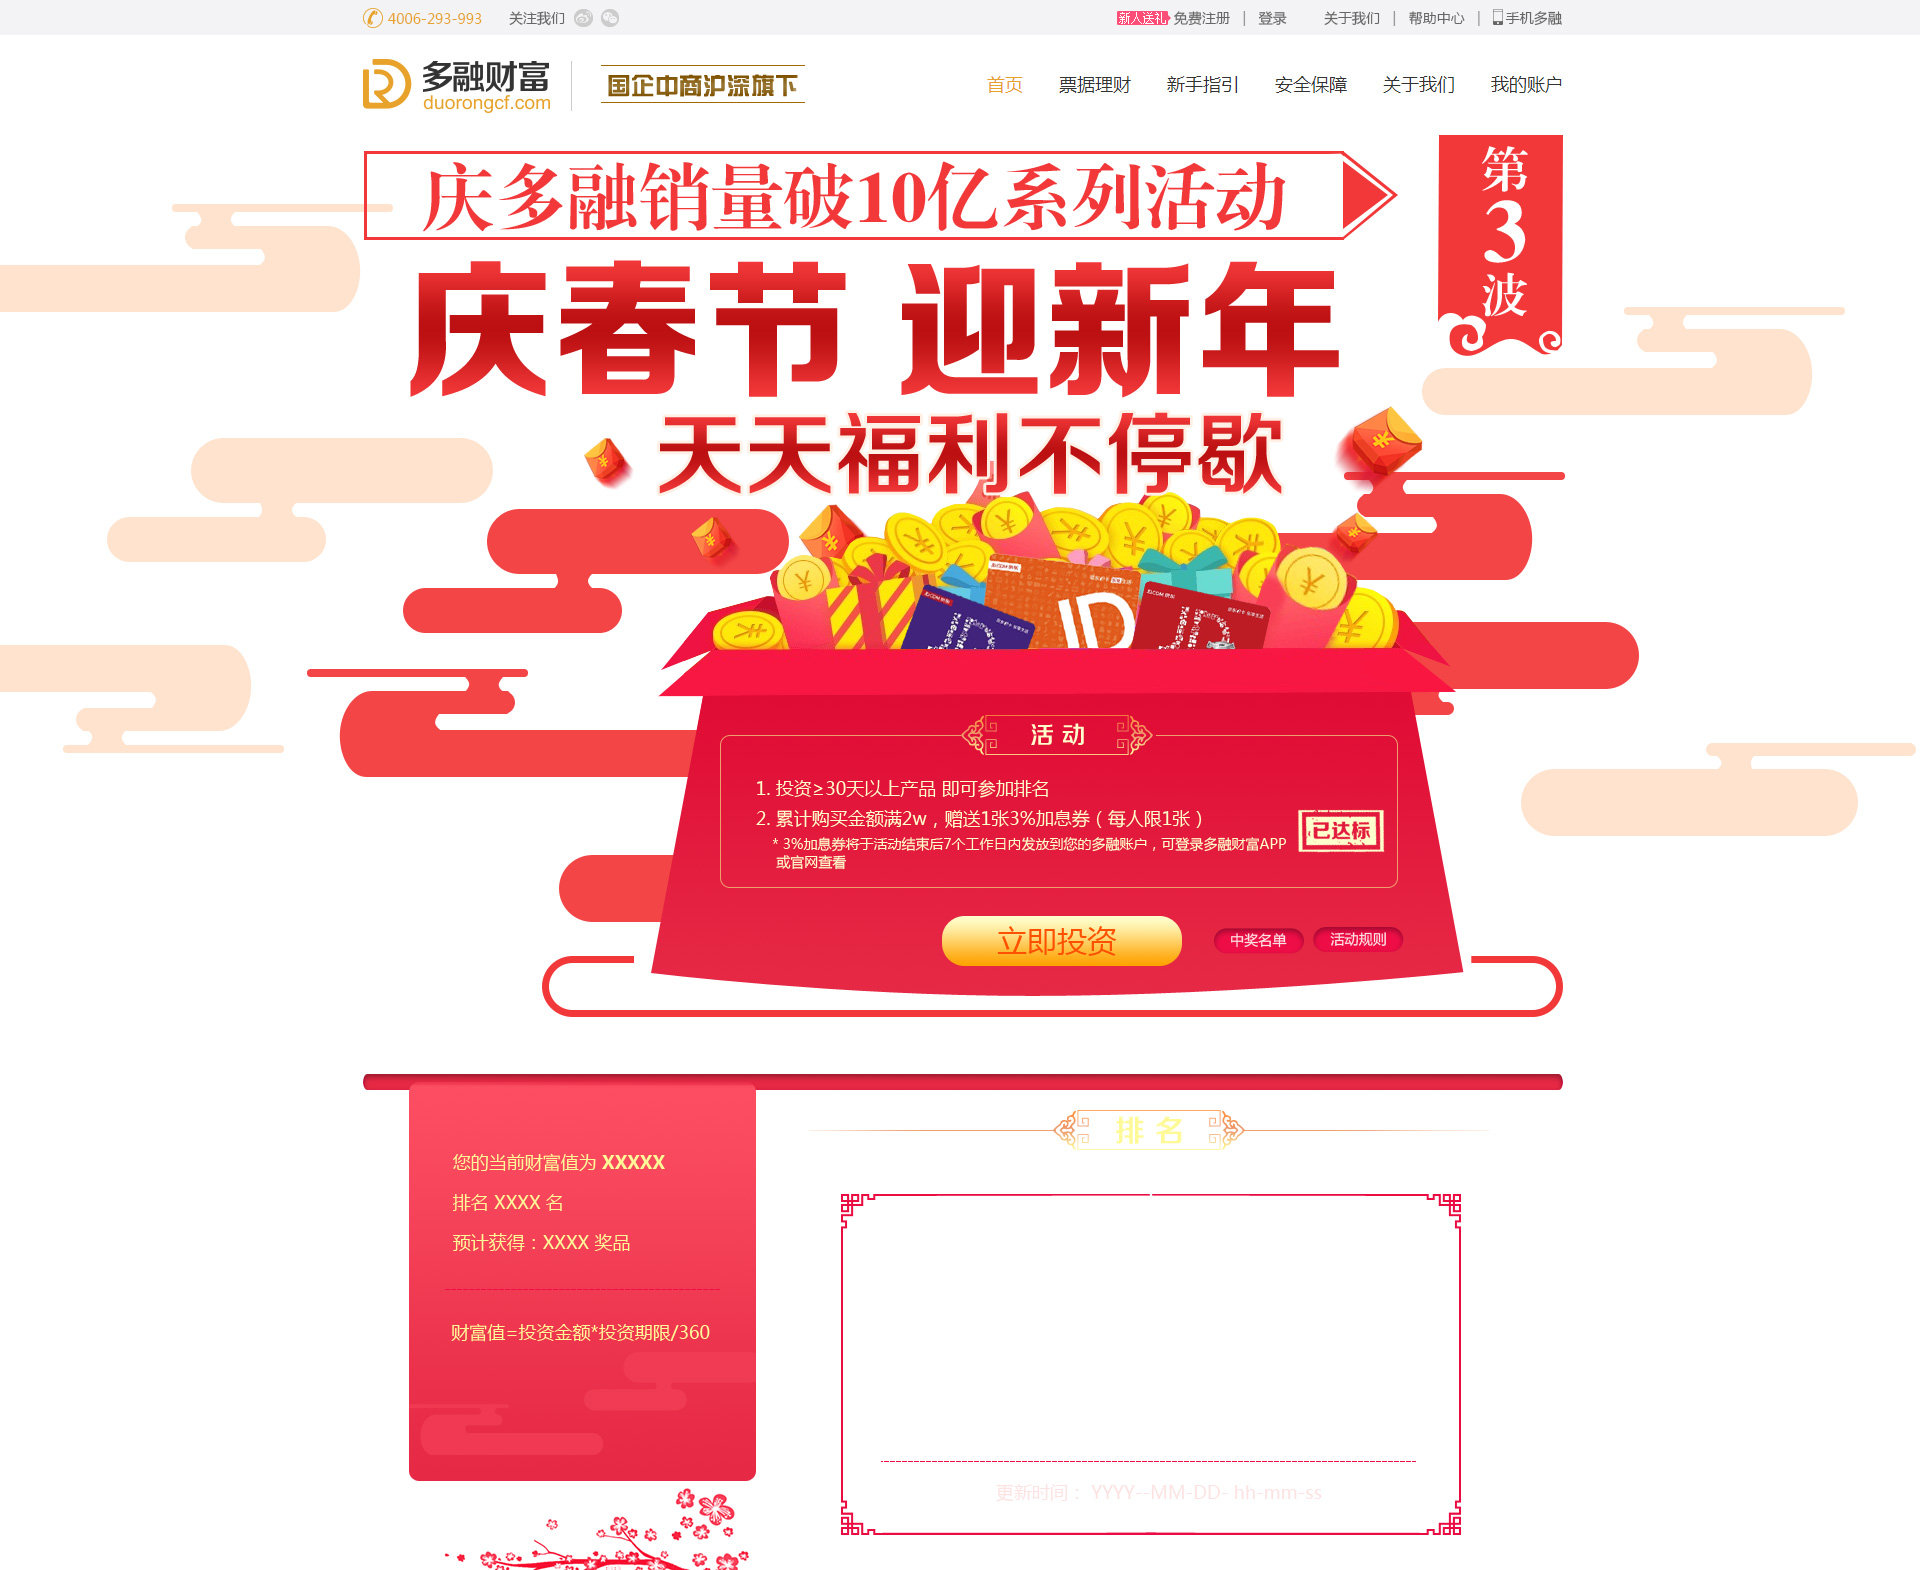 4006-293-993 关注我们
新人送礼 免费注册 | 登录 关于我们 | 帮助中心 | 手机多融
多融财富
duorongcf.com
国企中商沪深旗下
首页 票据理财 新手指引 安全保障 关于我们 我的账户
庆多融销量破10亿系列活动
第3波
庆春节 迎新年
天天福利不停歇
活动
1. 投资≥30天以上产品 即可参加排名
2. 累计购买金额满2w，赠送1张3%加息券（每人限1张）
* 3%加息券将于活动结束后7个工作日内发放到您的多融账户，可登录多融财富APP
或官网查看
已达标
立即投资
中奖名单
活动规则
您的当前财富值为 XXXXX
排名 XXXX 名
预计获得：XXXX 奖品
财富值=投资金额*投资期限/360
排名
更新时间： YYYY--MM-DD- hh-mm-ss